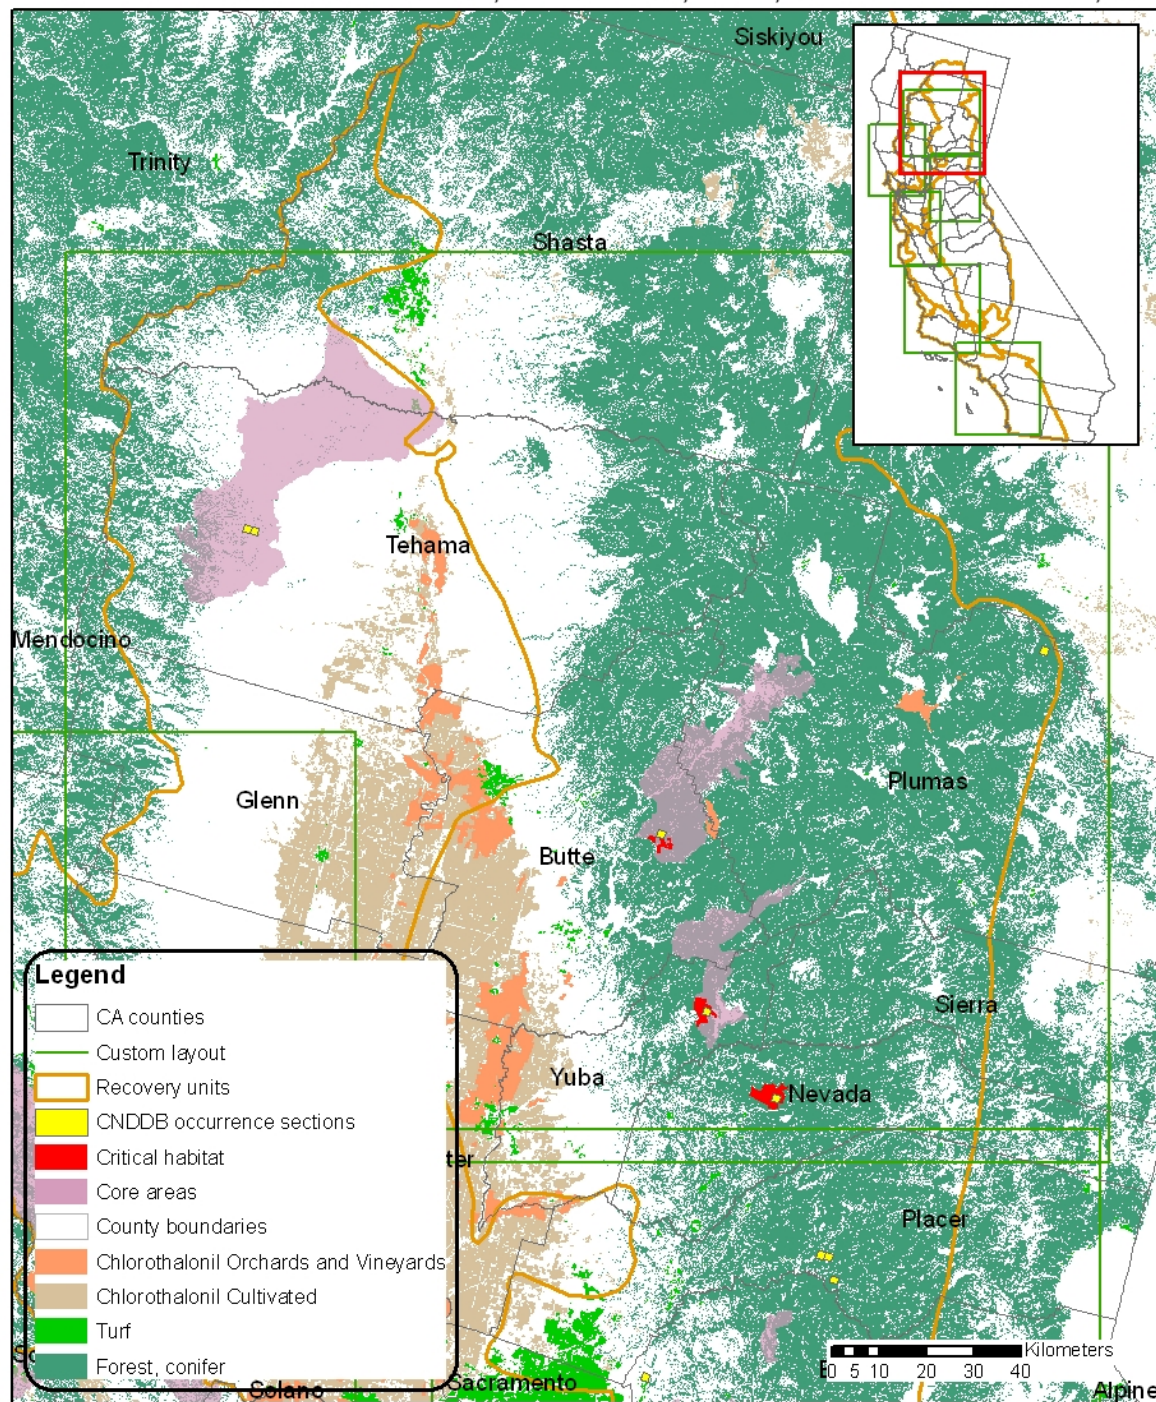 Siskiyou
Trinity
Shasta
Tehama
Mendocino
Glenn
Plumas
Butte
Sierra
Yuba
Nevada
ter
Placer
Legend
CA counties
Custom layout
Recovery units
CNDDB occurrence sections
Critical habitat
Core areas
County boundaries
Chlorothalonil Orchards and Vineyards
Chlorothalonil Cultivated
Turf
Forest, conifer
Kilometers
0 5 10 20 30 40
Solano
Sacramento
Alpine